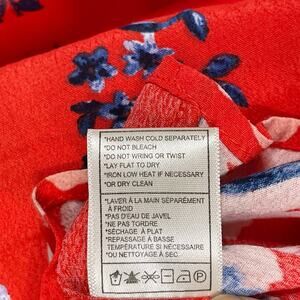 *HAND WASH COLD SEPARATELY
*DO NOT BLEACH
*DO NOT WRING OR TWIST
*LAY FLAT TO DRY
*IRON LOW HEAT IF NECESSARY
*OR DRY CLEAN
*LAVER À LA MAIN SÉPARÉMENT
À FROID
*PAS D'EAU DE JAVEL
*NE PAS TORDRE
*SÉCHAGE À PLAT
*REPASSAGE À BASSE
TEMPÉRATURE SI NÉCESSAIRE
*OU NETTOYAGE À SEC
P